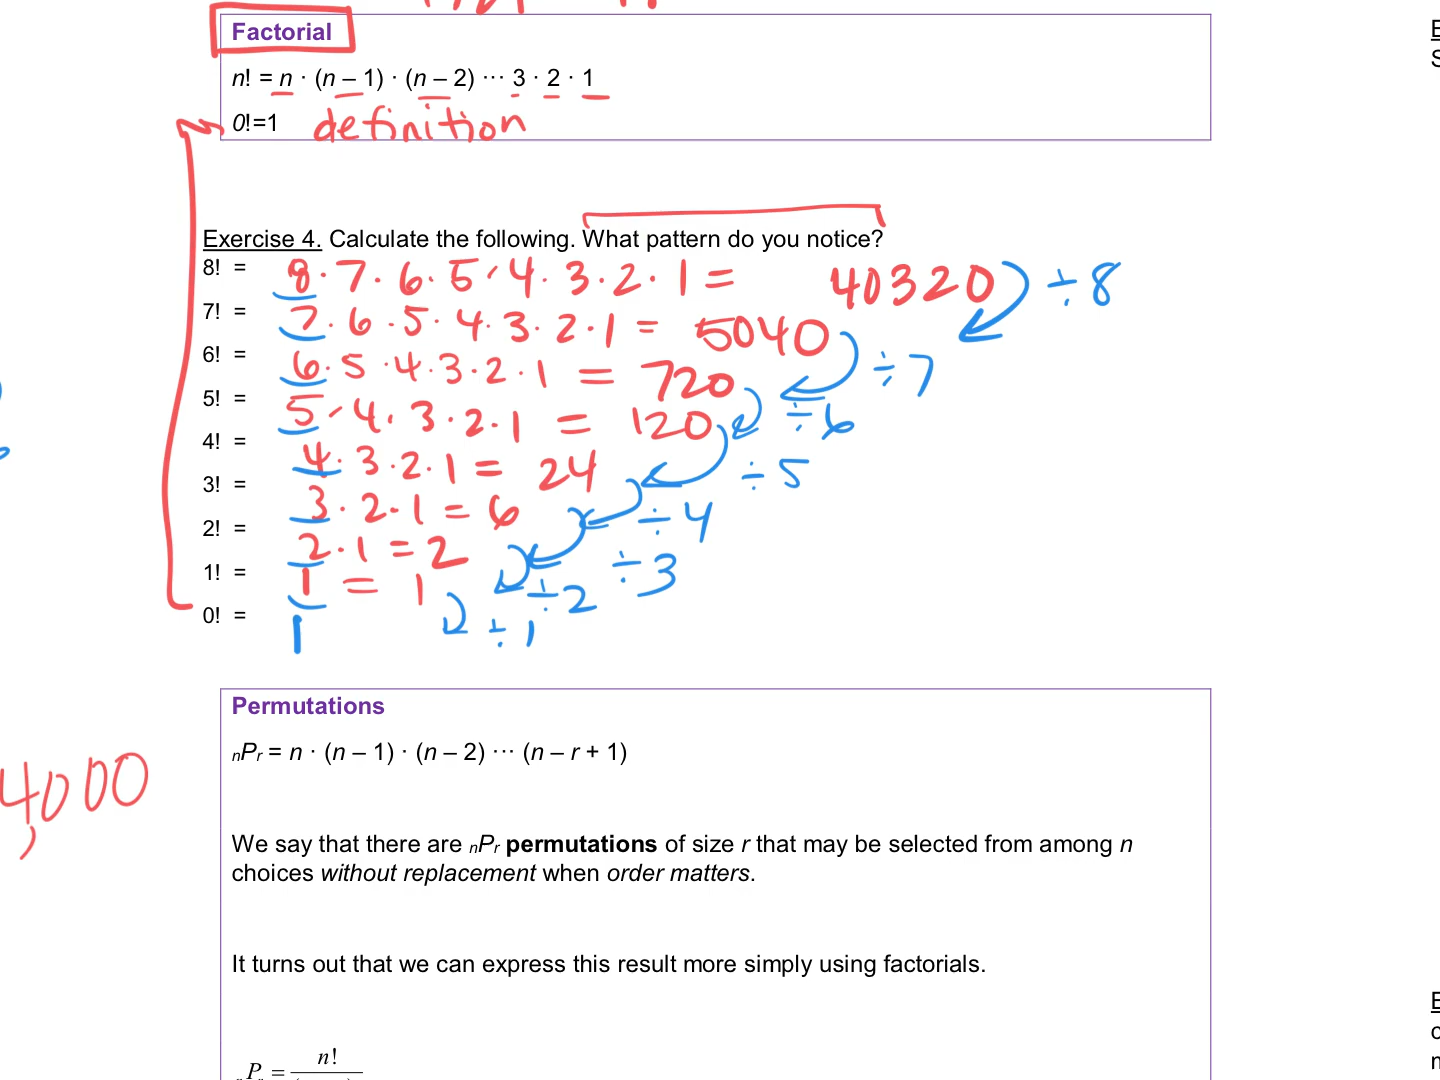 Factorial
n! = n · (n – 1) · (n – 2) ··· 3 · 2 · 1
0!=1 definition
Exercise 4. Calculate the following. What pattern do you notice?
8! = 8·7·6·5·4·3·2·1 = 40320 ÷8
7! = 7·6·5·4·3·2·1 = 5040 ÷7
6! = 6·5·4·3·2·1 = 720 ÷6
5! = 5·4·3·2·1 = 120 ÷5
4! = 4·3·2·1 = 24 ÷4
3! = 3·2·1 = 6 ÷3
2! = 2·1 = 2 ÷2
1! = 1 = 1 ÷1
0! = 1
Permutations
nPr = n · (n – 1) · (n – 2) ··· (n – r + 1)
4,000
We say that there are nPr permutations of size r that may be selected from among n
choices without replacement when order matters.
It turns out that we can express this result more simply using factorials.
n!
P =